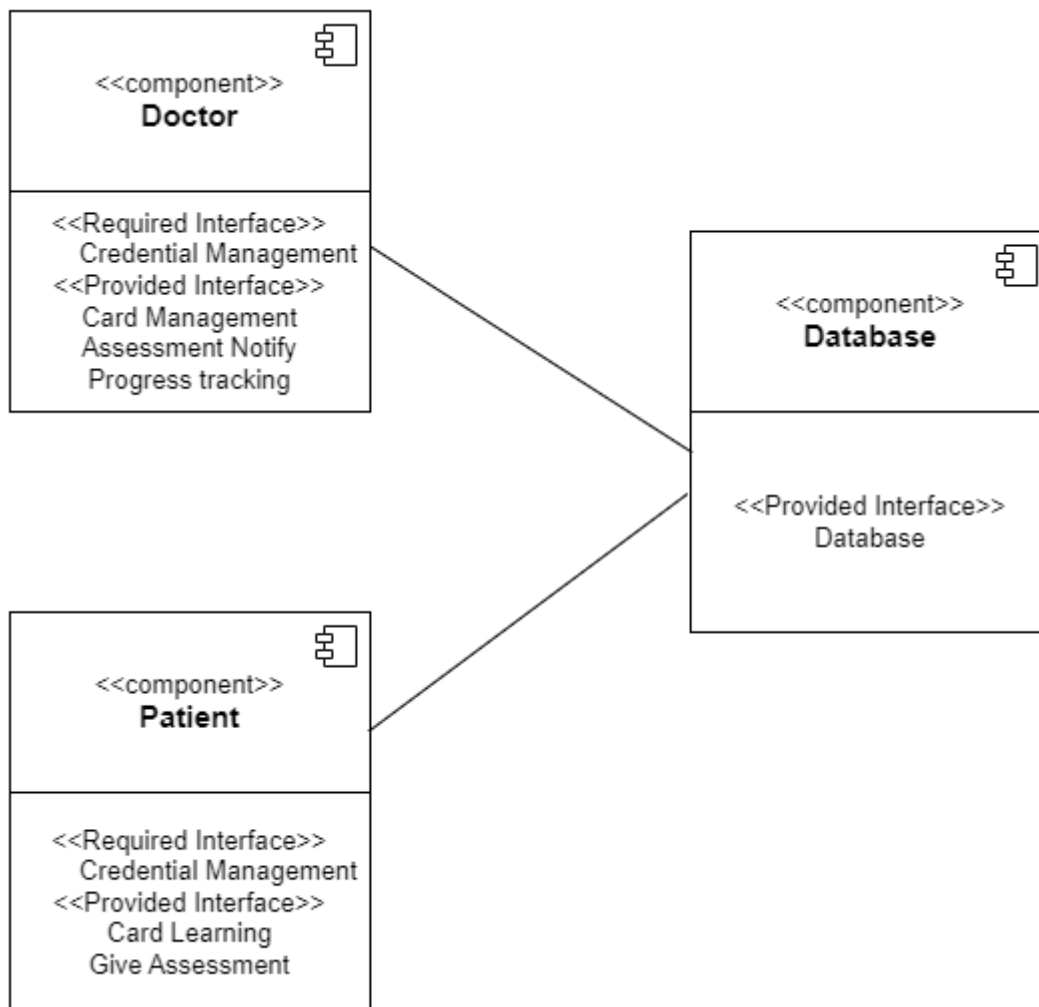 <<component>>
Doctor
<<Required Interface>>
Credential Management
<<Provided Interface>>
Card Management
Assessment Notify
Progress tracking
<<component>>
Database
<<Provided Interface>>
Database
<<component>>
Patient
<<Required Interface>>
Credential Management
<<Provided Interface>>
Card Learning
Give Assessment